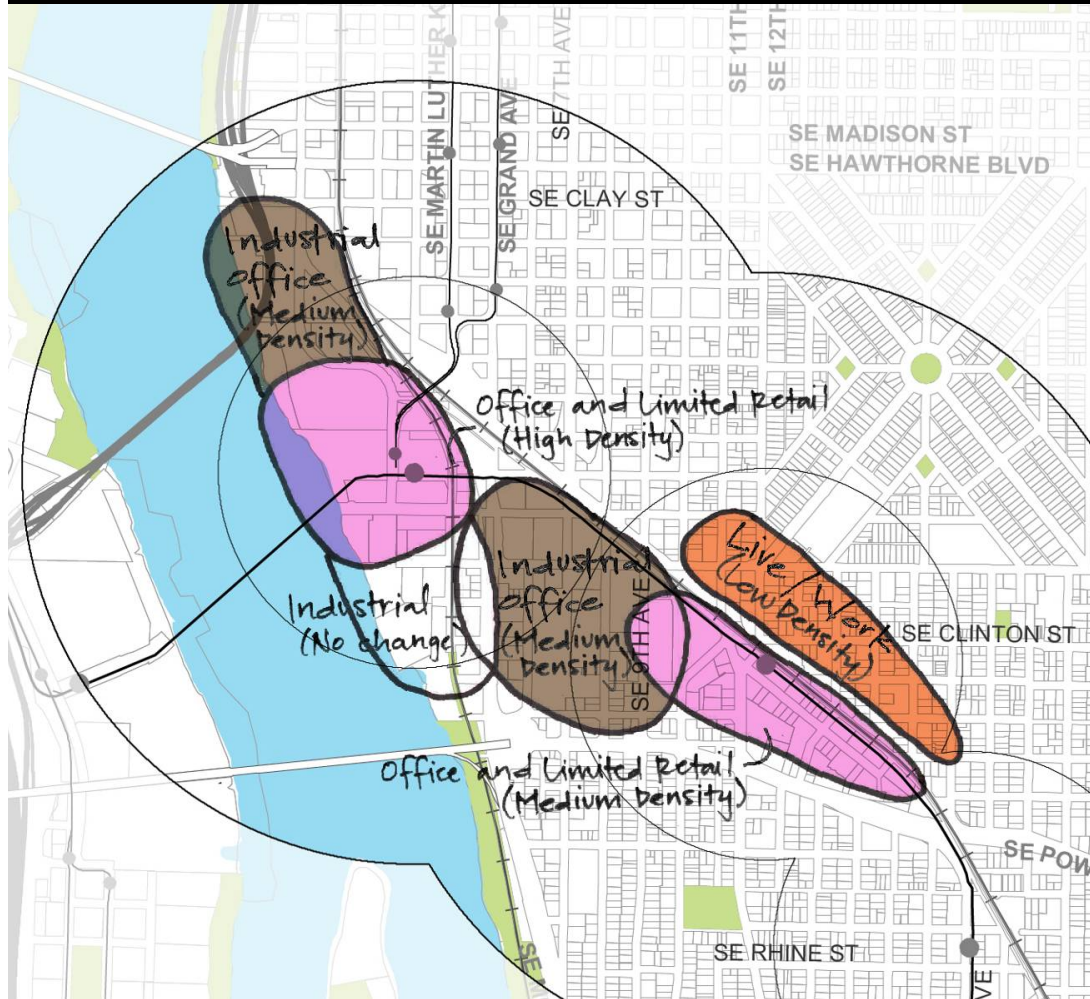 SE MARTIN LUTHER K
SE GRAND AVE
SE 7TH AVE
SE 11TH
SE 12TH
SE MADISON ST
SE HAWTHORNE BLVD
SE CLAY ST
Industrial
Office
(Medium
Density)
Office and Limited Retail
(High Density)
Live/Work
(Low Density)
Industrial
(No change)
Industrial
Office
(Medium
Density)
SE 9TH AVE
SE CLINTON ST
Office and Limited Retail
(Medium Density)
SE POW
SE RHINE ST
SE M
VE